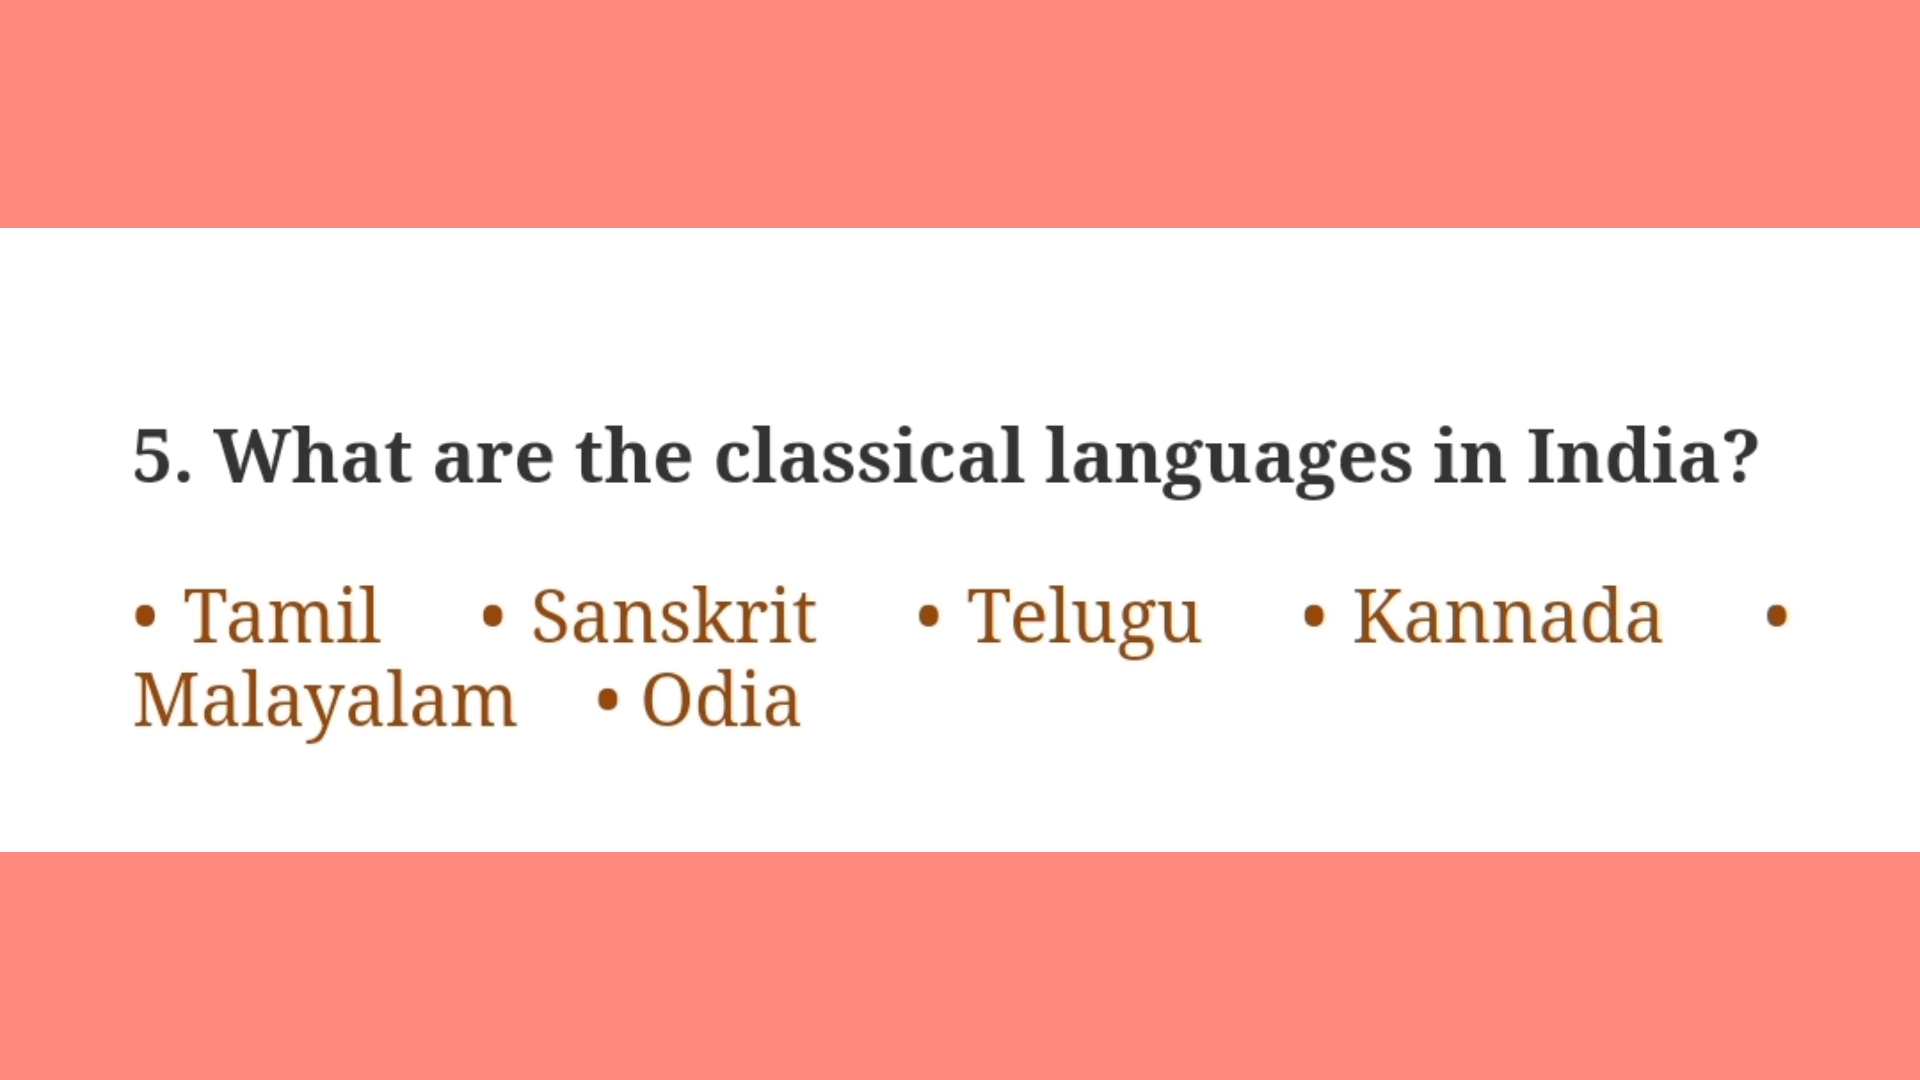 5. What are the classical languages in India?
• Tamil • Sanskrit • Telugu • Kannada •
Malayalam • Odia